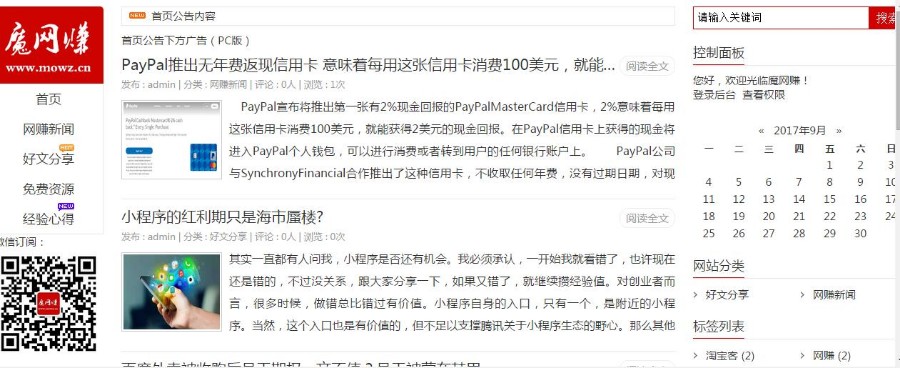 魔网赚
www.mowz.cn
首页
网赚新闻
好文分享
免费资源
经验心得
NEW
微信订阅：
魔网赚
首页公告内容
首页公告下方广告（PC版）
PayPal推出无年费返现信用卡 意味着每用这张信用卡消费100美元，就能...
阅读全文
发布 : admin | 分类 : 网赚新闻 | 评论 : 0人 | 浏览 : 1次
PayPal宣布将推出第一张有2%现金回报的PayPalMasterCard信用卡，2%意味着每用
这张信用卡消费100美元，就能获得2美元的现金回报。在PayPal信用卡上获得的现金将
进入PayPal个人钱包，可以进行消费或者转到用户的任何银行账户上。 PayPal公司
与SynchronyFinancial合作推出了这种信用卡，不收取任何年费，没有过期日期，对现
小程序的红利期只是海市蜃楼?
阅读全文
发布 : admin | 分类 : 好文分享 | 评论 : 0人 | 浏览 : 0次
其实一直都有人问我，小程序是否还有机会。我必须承认，一开始我就看错了，也许现在
还是错的，不过没关系，跟大家分享一下，如果又错了，就继续攒经验值。对创业者而
言，很多时候，做错总比错过有价值。小程序自身的入口，只有一个，是附近的小程
序。当然，这个入口也是有价值的，但不足以支撑腾讯关于小程序生态的野心。那么其他
阅读全文
请输入关键词
搜索
控制面板
您好，欢迎光临魔网赚！
登录后台 查看权限
« 2017年9月 »
一 二 三 四 五 六 日
1 2 3
4 5 6 7 8 9 10
11 12 13 14 15 16 17
18 19 20 21 22 23 24
25 26 27 28 29 30
网站分类
好文分享 网赚新闻
标签列表
淘宝客 (2) 网赚 (2)